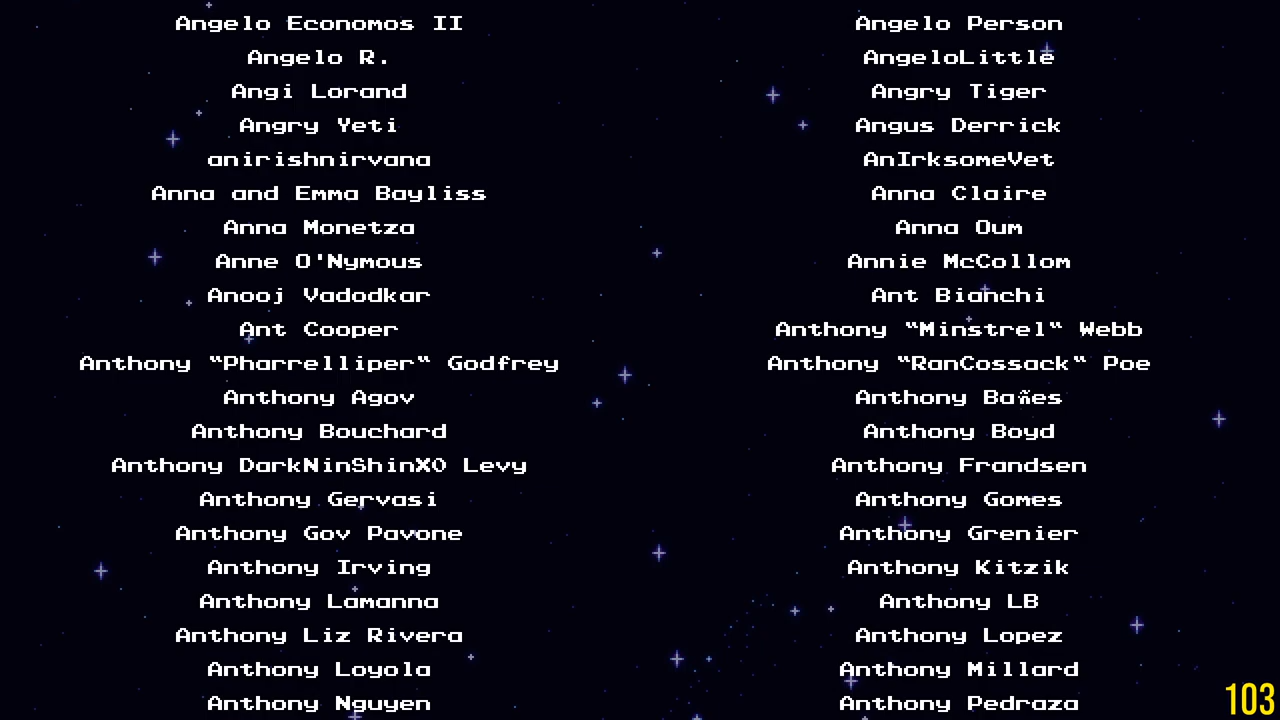 Angelo Economos II
Angelo Person
Angelo R.
AngeloLittle
Angi Lorand
Angry Tiger
Angry Yeti
Angus Derrick
anirishnirvana
AnIrksomeVet
Anna and Emma Bayliss
Anna Claire
Anna Monetza
Anna Oum
Anne O'Nymous
Annie McCollom
Anooj Vadodkar
Ant Bianchi
Ant Cooper
Anthony "Minstrel" Webb
Anthony "Pharrelliper" Godfrey
Anthony "RanCossack" Poe
Anthony Agov
Anthony Bañes
Anthony Bouchard
Anthony Boyd
Anthony DarkNinShinX0 Levy
Anthony Frandsen
Anthony Gervasi
Anthony Gomes
Anthony Gov Pavone
Anthony Grenier
Anthony Irving
Anthony Kitzik
Anthony Lamanna
Anthony LB
Anthony Liz Rivera
Anthony Lopez
Anthony Loyola
Anthony Millard
Anthony Nguyen
Anthony Pedraza
103